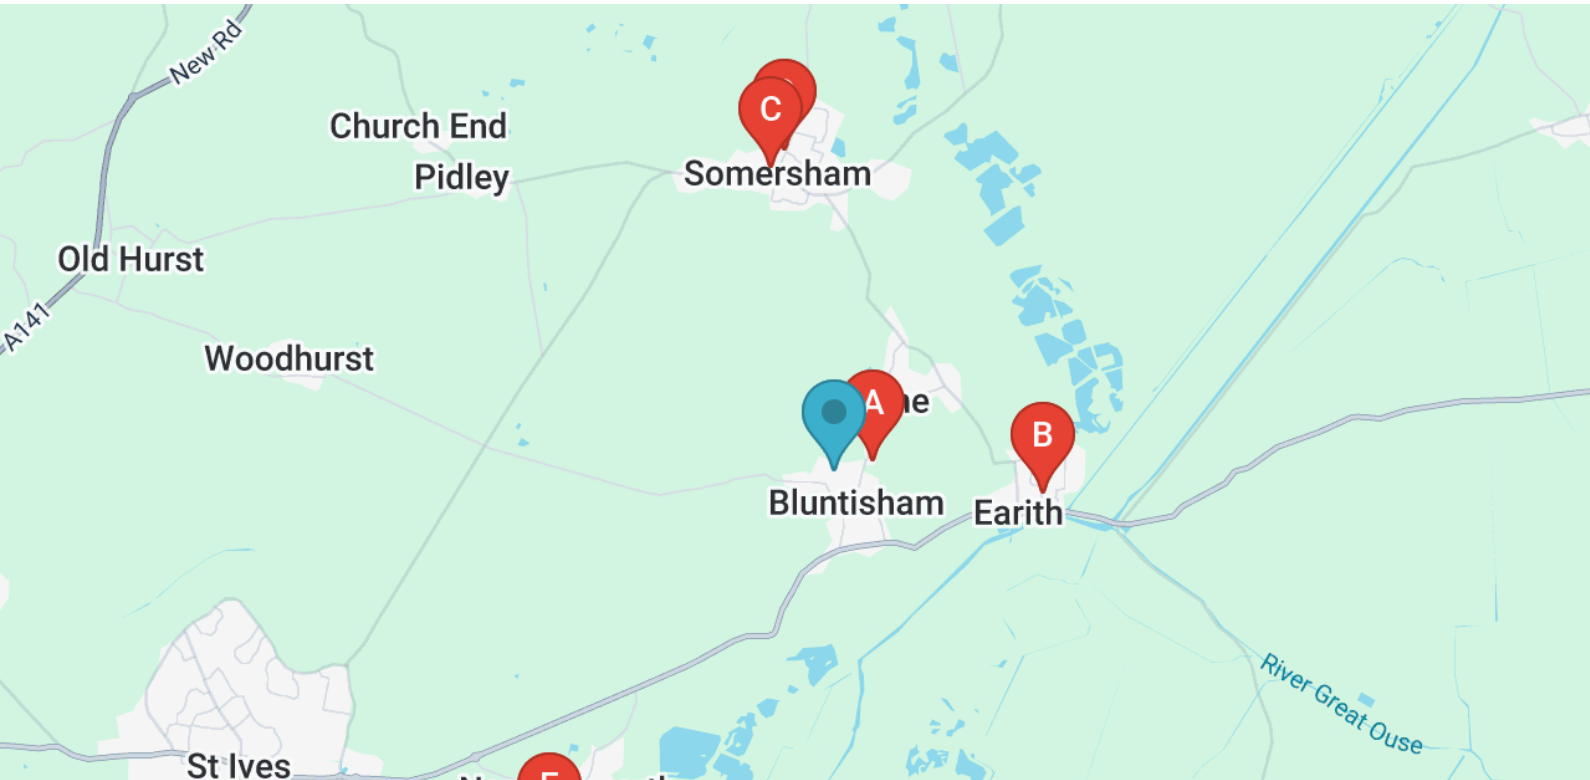 New Rd
Church End
C
Pidley
Somersham
Old Hurst
A141
Woodhurst
A
B
Bluntisham
Earith
River Great Ouse
St Ives